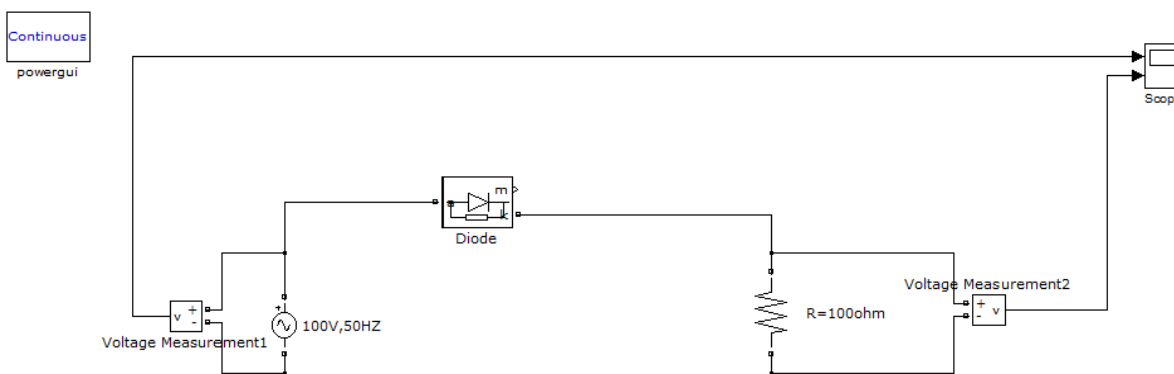 Continuous
powergui
Scop
m
k
Diode
Voltage Measurement2
+
-
v
v
+
-
+
100V,50HZ
R=100ohm
Voltage Measurement1